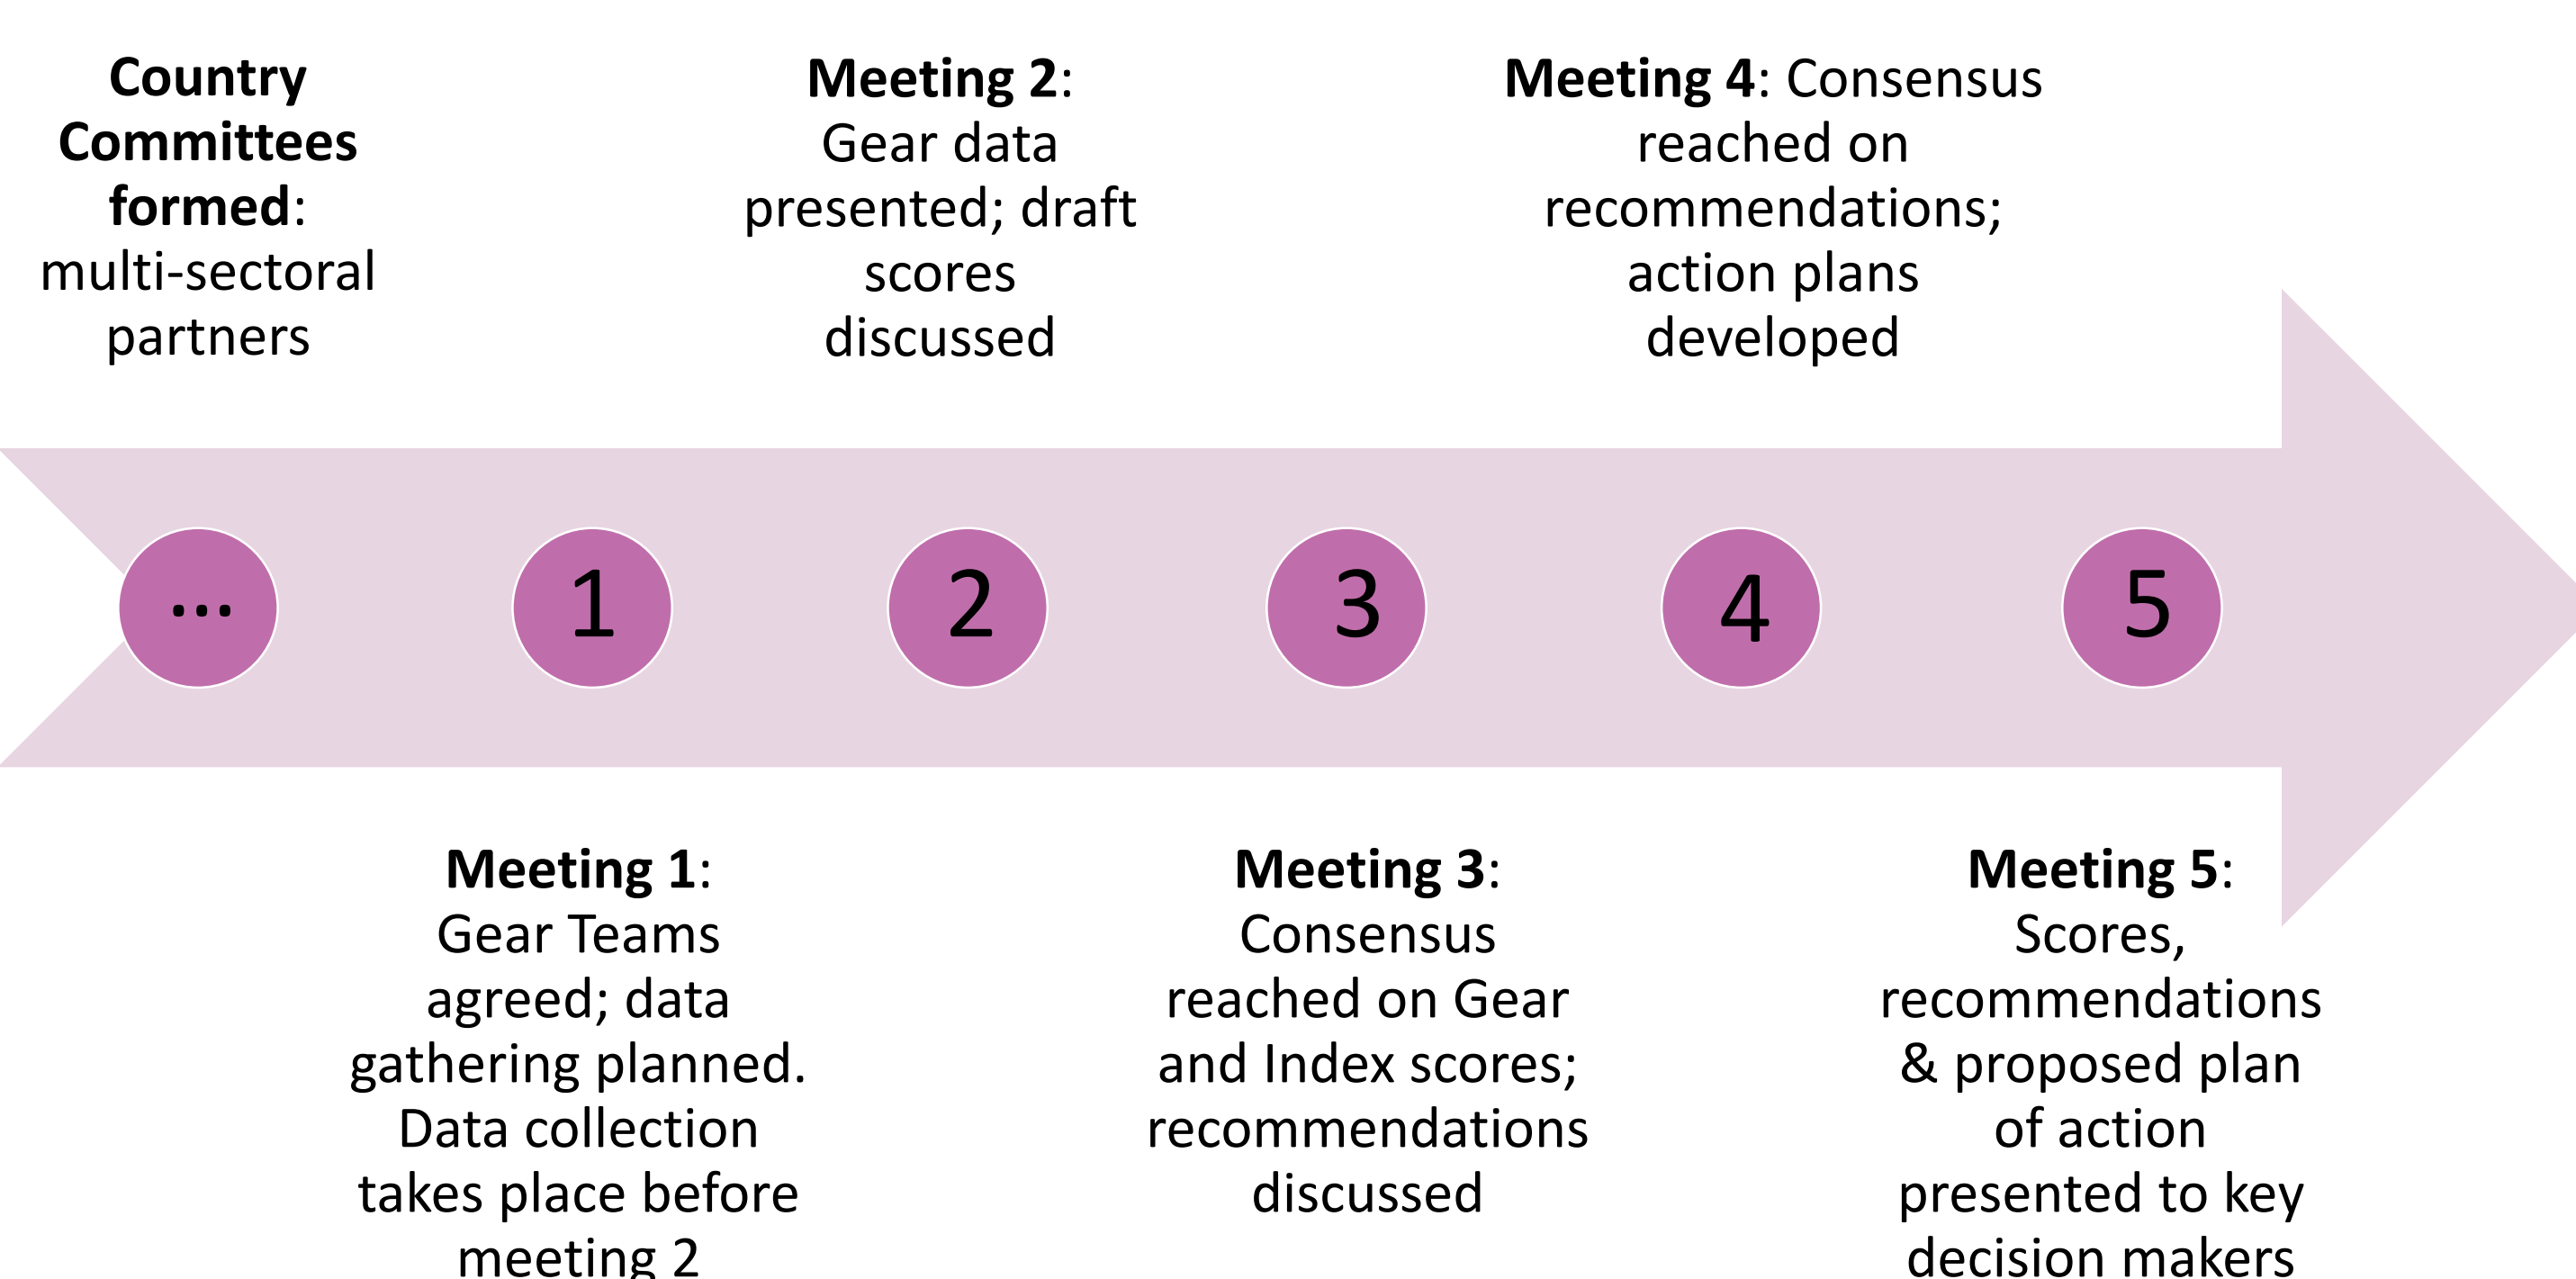 Country
Committees
formed:
multi-sectoral
partners
Meeting 2:
Gear data
presented; draft
scores
discussed
Meeting 4: Consensus
reached on
recommendations;
action plans
developed
...
1
2
3
4
5
Meeting 1:
Gear Teams
agreed; data
gathering planned.
Data collection
takes place before
meeting 2
Meeting 3:
Consensus
reached on Gear
and Index scores;
recommendations
discussed
Meeting 5:
Scores,
recommendations
& proposed plan
of action
presented to key
decision makers